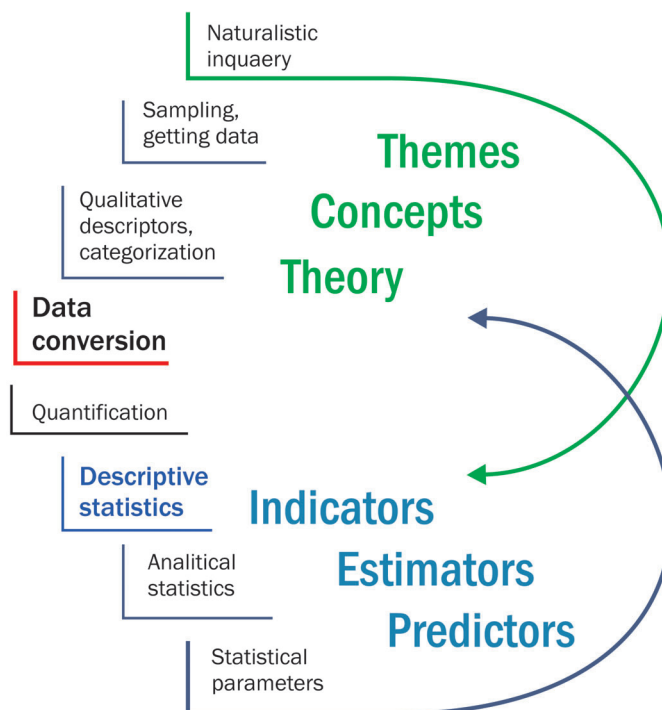 Naturalistic
inquaery
Sampling,
getting data
Themes
Qualitative
descriptors,
categorization
Concepts
Theory
Data
conversion
Quantification
Descriptive
statistics
Indicators
Analitical
statistics
Estimators
Predictors
Statistical
parameters